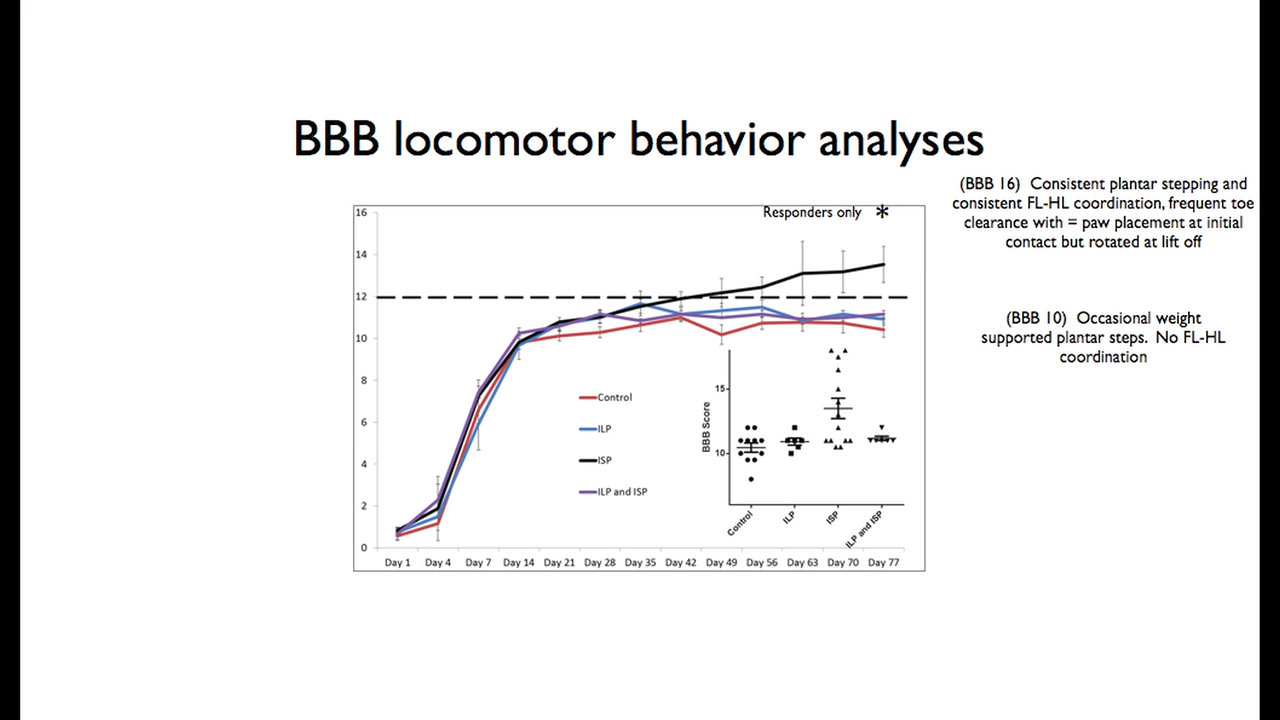 BBB locomotor behavior analyses
(BBB 16) Consistent plantar stepping and
consistent FL-HL coordination, frequent toe
clearance with = paw placement at initial
contact but rotated at lift off
(BBB 10) Occasional weight
supported plantar steps. No FL-HL
coordination
Responders only *
16
14
12
10
8
6
4
2
0
Control
ILP
ISP
ILP and ISP
BBB Score
15
10
Control
ILP
ISP
ILP and ISP
Day 1 Day 4 Day 7 Day 14 Day 21 Day 28 Day 35 Day 42 Day 49 Day 56 Day 63 Day 70 Day 77